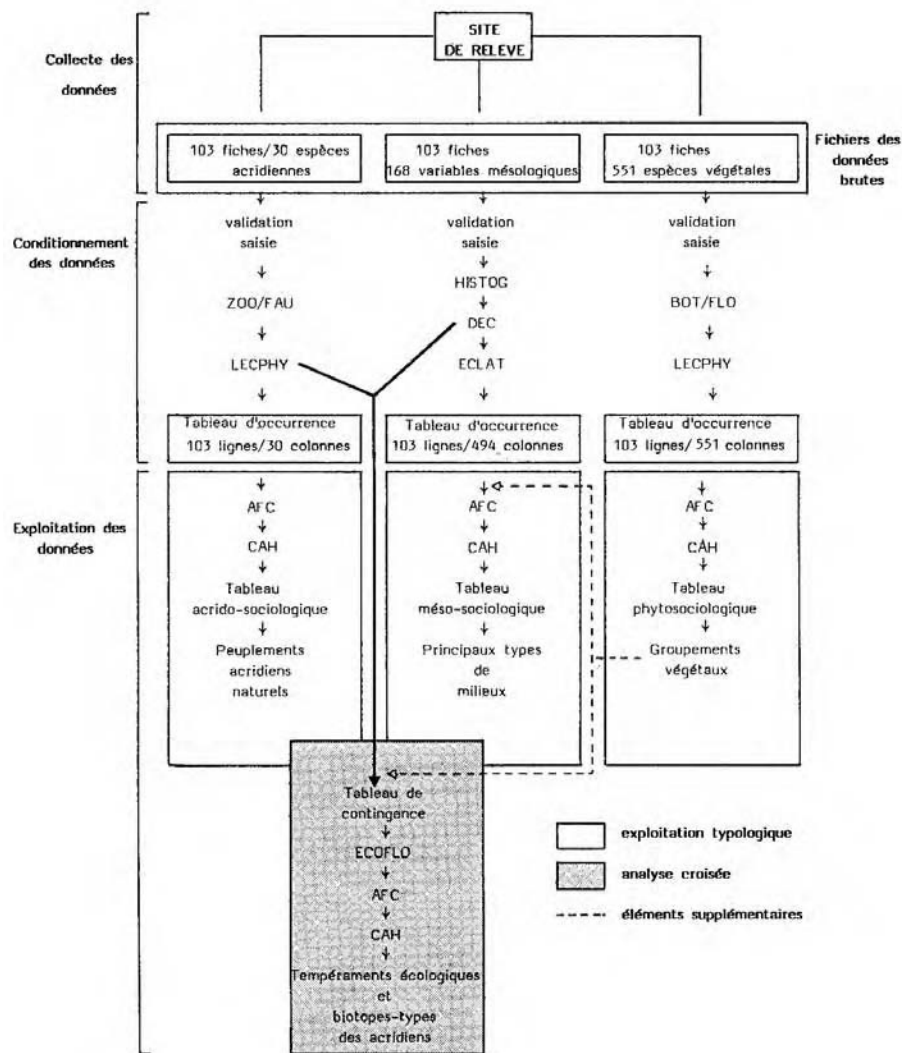 SITE
DE RELEVE
Collecte des
données
103 fiches/30 espèces
acridiennes
103 fiches
168 variables mésologiques
103 fiches
551 espèces végétales
Fichiers des
données
brutes
Conditionnement
des données
validation
saisie
↓
ZOO/FAU
↓
LECPHY
↓
Tableau d'occurrence
103 lignes/30 colonnes
validation
saisie
↓
HISTOG
↓
DEC
↓
ECLAT
↓
Tableau d'occurrence
103 lignes/494 colonnes
validation
saisie
↓
BOT/FLO
↓
LECPHY
↓
Tableau d'occurrence
103 lignes/551 colonnes
Exploitation des
données
↓
AFC
↓
CAH
↓
Tableau
acrido-sociologique
↓
Peuplements
acridiens
naturels
↓
AFC
↓
CAH
↓
Tableau
méso-sociologique
↓
Principaux types
de
milieux
↓
AFC
↓
CAH
↓
Tableau
phytosociologique
↓
Groupements
végétaux
Tableau de
contingence
↓
ECOFLO
↓
AFC
↓
CAH
↓
Tempéraments écologiques
et
biotopes-types
des acridiens
exploitation typologique
analyse croisée
éléments supplémentaires